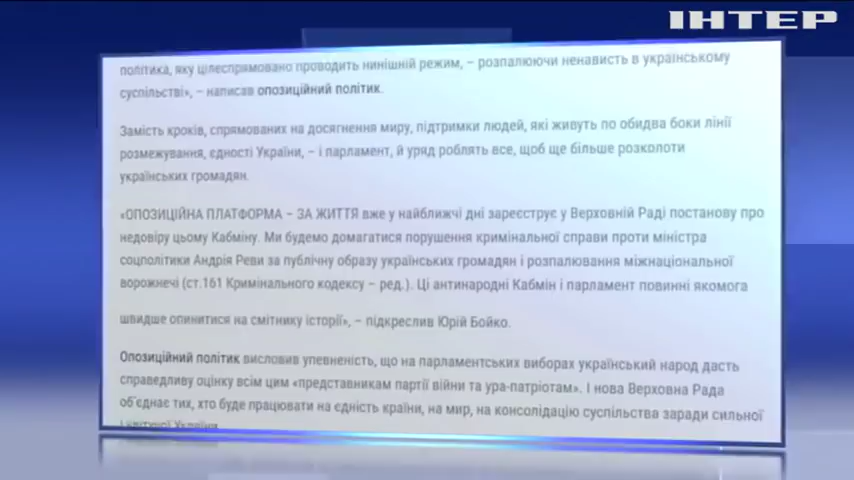 ІНТЕР
політика, яку цілеспрямовано проводить нинішній режим, – розпалюючи ненависть в українському
суспільстві», – написав опозиційний політик.
Замість кроків, спрямованих на досягнення миру, підтримки людей, які живуть по обидва боки лінії
розмежування, єдності України, – і парламент, й уряд роблять все, щоб ще більше розколоти
українських громадян.
«ОПОЗИЦІЙНА ПЛАТФОРМА – ЗА ЖИТТЯ вже у найближчі дні зареєструє у Верховній Раді постанову про
недовіру цьому Кабміну. Ми будемо домагатися порушення кримінальної справи проти міністра
соцполітики Андрія Реви за публічну образу українських громадян і розпалювання міжнаціональної
ворожнечі (ст.161 Кримінального кодексу – ред.). Ці антинародні Кабмін і парламент повинні якомога
швидше опинитися на смітнику історії», – підкреслив Юрій Бойко.
Опозиційний політик висловив упевненість, що на парламентських виборах український народ дасть
справедливу оцінку всім цим «представникам партії війни та ура-патріотам». І нова Верховна Рада
об'єднає тих, хто буде працювати на єдність країни, на мир, на консолідацію суспільства заради сильної
України